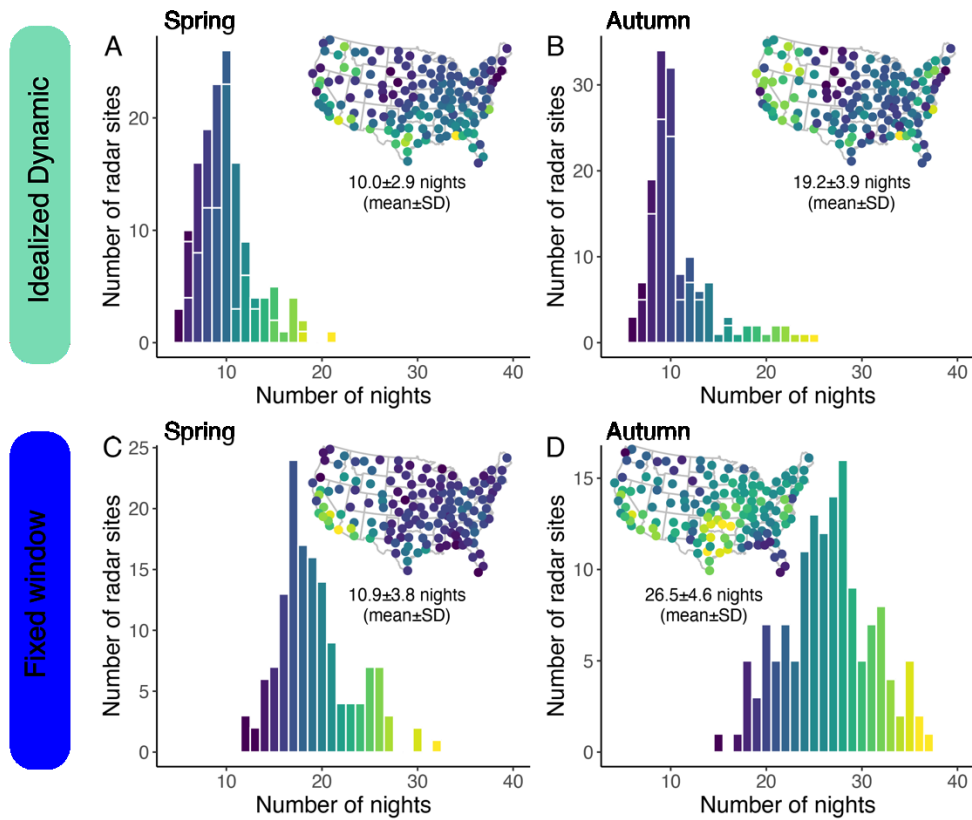 Idealized Dynamic
A
Spring
Number of radar sites
20
10
0
10.0±2.9 nights
(mean±SD)
10
20
30
40
Number of nights
B
Autumn
Number of radar sites
30
20
10
0
19.2±3.9 nights
(mean±SD)
10
20
30
40
Number of nights
Fixed window
C
Spring
Number of radar sites
25
20
15
10
5
0
10.9±3.8 nights
(mean±SD)
10
20
30
40
Number of nights
D
Autumn
Number of radar sites
15
10
5
0
26.5±4.6 nights
(mean±SD)
10
20
30
40
Number of nights